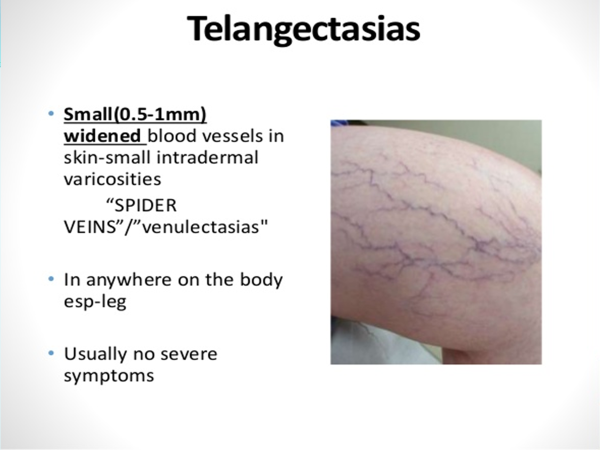 Telangectasias
• Small(0.5-1mm)
widened blood vessels in
skin-small intradermal
varicosities
“SPIDER
VEINS”/”venulectasias"
• In anywhere on the body
esp-leg
• Usually no severe
symptoms